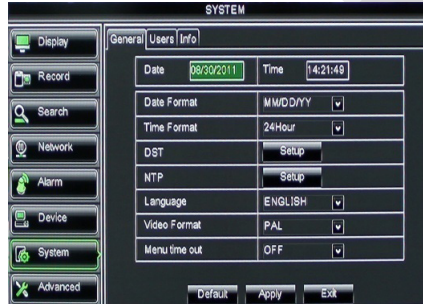 SYSTEM
Display
Record
Search
Network
Alarm
Device
System
Advanced
General Users Info
Date 08/30/2011 Time 14:21:49
Date Format MM/DD/YY
Time Format 24Hour
DST Setup
NTP Setup
Language ENGLISH
Video Format PAL
Menu time out OFF
Default Apply Exit